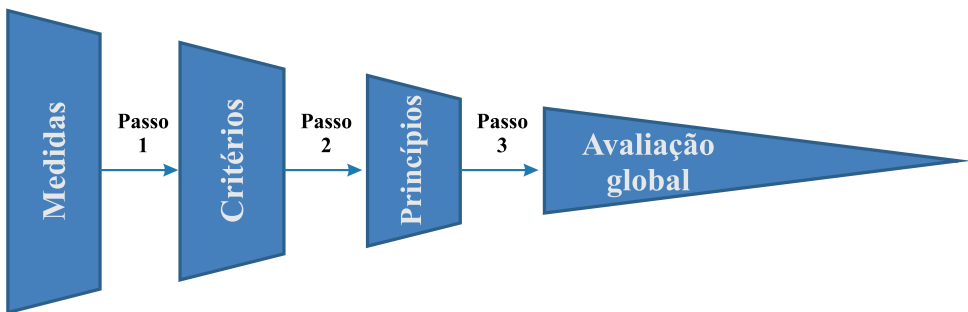 Medidas
Passo
1
Critérios
Passo
2
Princípios
Passo
3
Avaliação
global